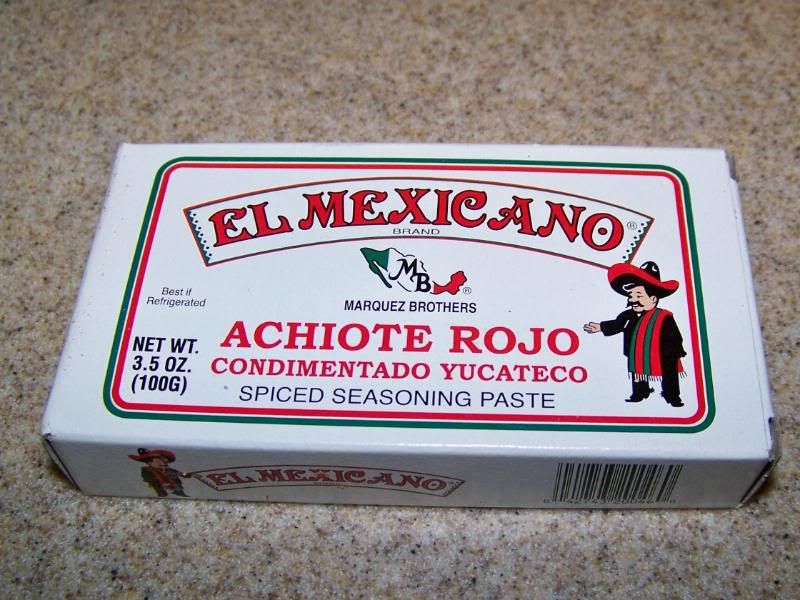 EL MEXICANO®
BRAND
MB®
MARQUEZ BROTHERS
Best if
Refrigerated
ACHIOTE ROJO
CONDIMENTADO YUCATECO
SPICED SEASONING PASTE
NET WT.
3.5 OZ.
(100G)
EL MEXICANO